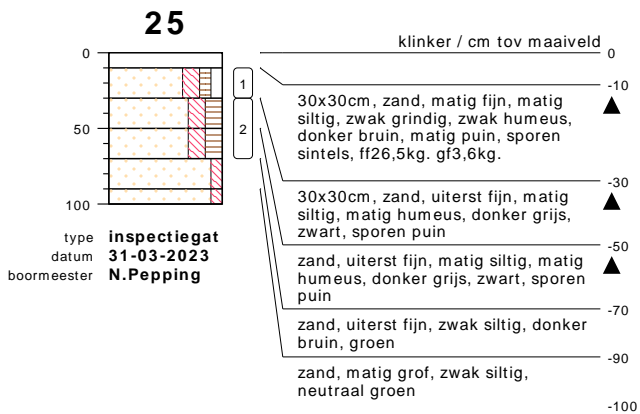 25
klinker / cm tov maaiveld
0
0
-10
1
30x30cm, zand, matig fijn, matig
siltig, zwak grindig, zwak humeus,
donker bruin, matig puin, sporen
sintels, ff26,5kg. gf3,6kg.
50
2
-30
30x30cm, zand, uiterst fijn, matig
siltig, matig humeus, donker grijs,
zwart, sporen puin
100
-50
type inspectiegat
datum 31-03-2023
boormeester N.Pepping
zand, uiterst fijn, matig siltig, matig
humeus, donker grijs, zwart, sporen
puin
-70
zand, uiterst fijn, zwak siltig, donker
bruin, groen
-90
zand, matig grof, zwak siltig,
neutraal groen
-100